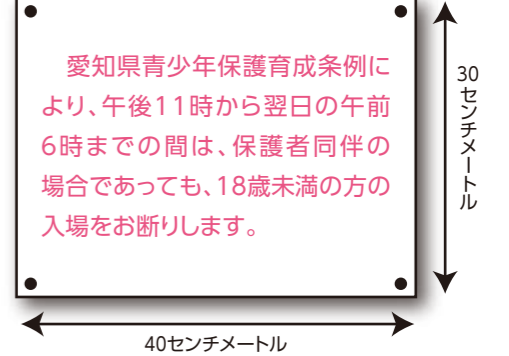 愛知県青少年保護育成条例に
より、午後11時から翌日の午前
6時までの間は、保護者同伴の
場合であっても、18歳未満の方の
入場をお断りします。
30センチメートル
40センチメートル